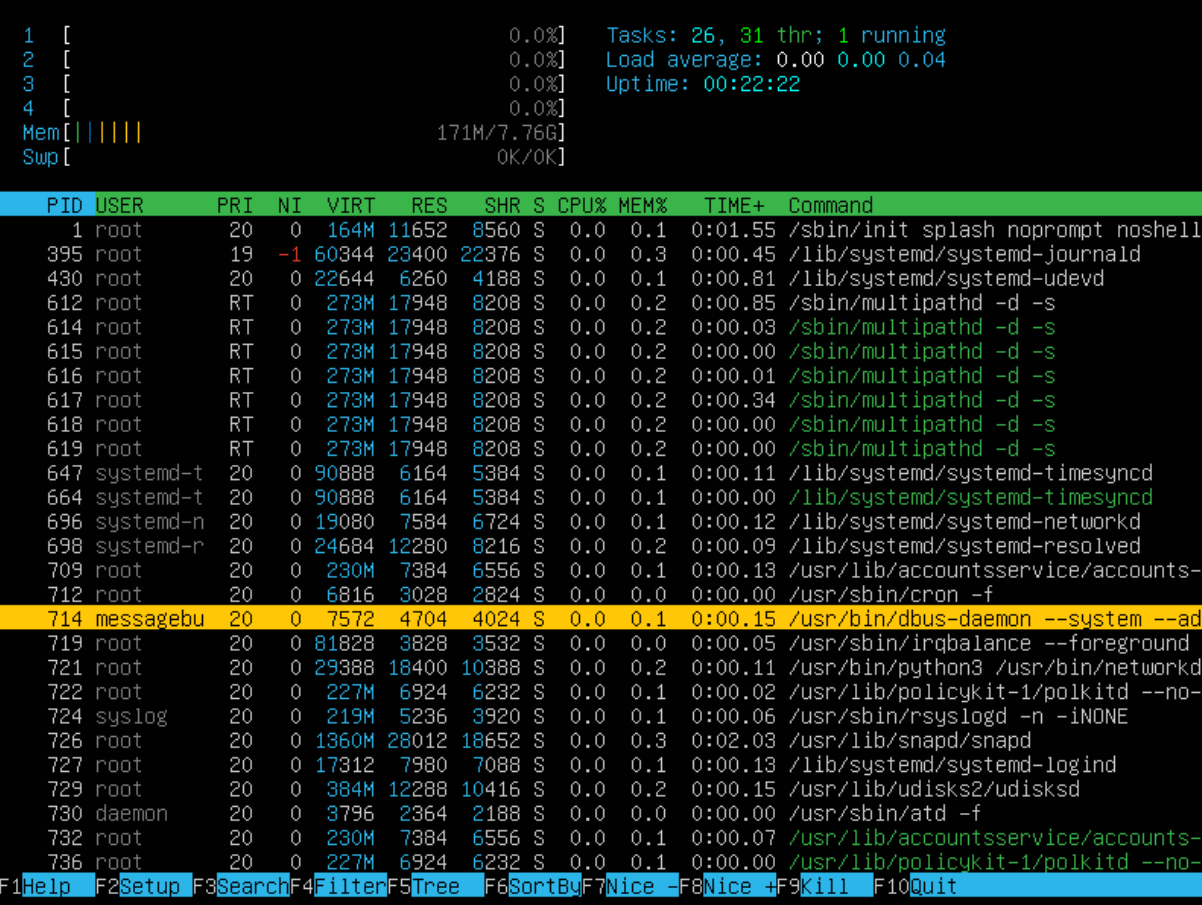 1 [ 0.0%] Tasks: 26, 31 thr; 1 running
2 [ 0.0%] Load average: 0.00 0.00 0.04
3 [ 0.0%] Uptime: 00:22:22
4 [ 0.0%]
Mem[||||||| 171M/7.76G]
Swp[ 0K/0K]
PID USER PRI NI VIRT RES SHR S CPU% MEM% TIME+ Command
1 root 20 0 164M 11652 8560 S 0.0 0.1 0:01.55 /sbin/init splash noprompt noshell
395 root 19 -1 60344 23400 22376 S 0.0 0.3 0:00.45 /lib/systemd/systemd-journald
430 root 20 0 22644 6260 4188 S 0.0 0.1 0:00.81 /lib/systemd/systemd-udevd
612 root RT 0 273M 17948 8208 S 0.0 0.2 0:00.85 /sbin/multipathd -d -s
614 root RT 0 273M 17948 8208 S 0.0 0.2 0:00.03 /sbin/multipathd -d -s
615 root RT 0 273M 17948 8208 S 0.0 0.2 0:00.00 /sbin/multipathd -d -s
616 root RT 0 273M 17948 8208 S 0.0 0.2 0:00.01 /sbin/multipathd -d -s
617 root RT 0 273M 17948 8208 S 0.0 0.2 0:00.34 /sbin/multipathd -d -s
618 root RT 0 273M 17948 8208 S 0.0 0.2 0:00.00 /sbin/multipathd -d -s
619 root RT 0 273M 17948 8208 S 0.0 0.2 0:00.00 /sbin/multipathd -d -s
647 systemd-t 20 0 90888 6164 5384 S 0.0 0.1 0:00.11 /lib/systemd/systemd-timesyncd
664 systemd-t 20 0 90888 6164 5384 S 0.0 0.1 0:00.00 /lib/systemd/systemd-timesyncd
696 systemd-n 20 0 19080 7584 6724 S 0.0 0.1 0:00.12 /lib/systemd/systemd-networkd
698 systemd-r 20 0 24684 12280 8216 S 0.0 0.2 0:00.09 /lib/systemd/systemd-resolved
709 root 20 0 230M 7384 6556 S 0.0 0.1 0:00.13 /usr/lib/accountsservice/accounts-
712 root 20 0 6816 3028 2824 S 0.0 0.0 0:00.00 /usr/sbin/cron -f
714 messagebu 20 0 7572 4704 4024 S 0.0 0.1 0:00.15 /usr/bin/dbus-daemon --system --ad
719 root 20 0 81828 3828 3532 S 0.0 0.0 0:00.05 /usr/sbin/irqbalance --foreground
721 root 20 0 29388 18400 10388 S 0.0 0.2 0:00.11 /usr/bin/python3 /usr/bin/networkd
722 root 20 0 227M 6924 6232 S 0.0 0.1 0:00.02 /usr/lib/policykit-1/polkitd --no-
724 syslog 20 0 219M 5236 3920 S 0.0 0.1 0:00.06 /usr/sbin/rsyslogd -n -iNONE
726 root 20 0 1360M 28012 18652 S 0.0 0.3 0:02.03 /usr/lib/snapd/snapd
727 root 20 0 17312 7980 7088 S 0.0 0.1 0:00.13 /lib/systemd/systemd-logind
729 root 20 0 384M 12288 10416 S 0.0 0.2 0:00.15 /usr/lib/udisks2/udisksd
730 daemon 20 0 3796 2364 2188 S 0.0 0.0 0:00.00 /usr/sbin/atd -f
732 root 20 0 230M 7384 6556 S 0.0 0.1 0:00.07 /usr/lib/accountsservice/accounts-
736 root 20 0 227M 6924 6232 S 0.0 0.1 0:00.00 /usr/lib/policykit-1/polkitd --no-
F1Help F2Setup F3SearchF4FilterF5Tree F6SortByF7Nice -F8Nice +F9Kill F10Quit